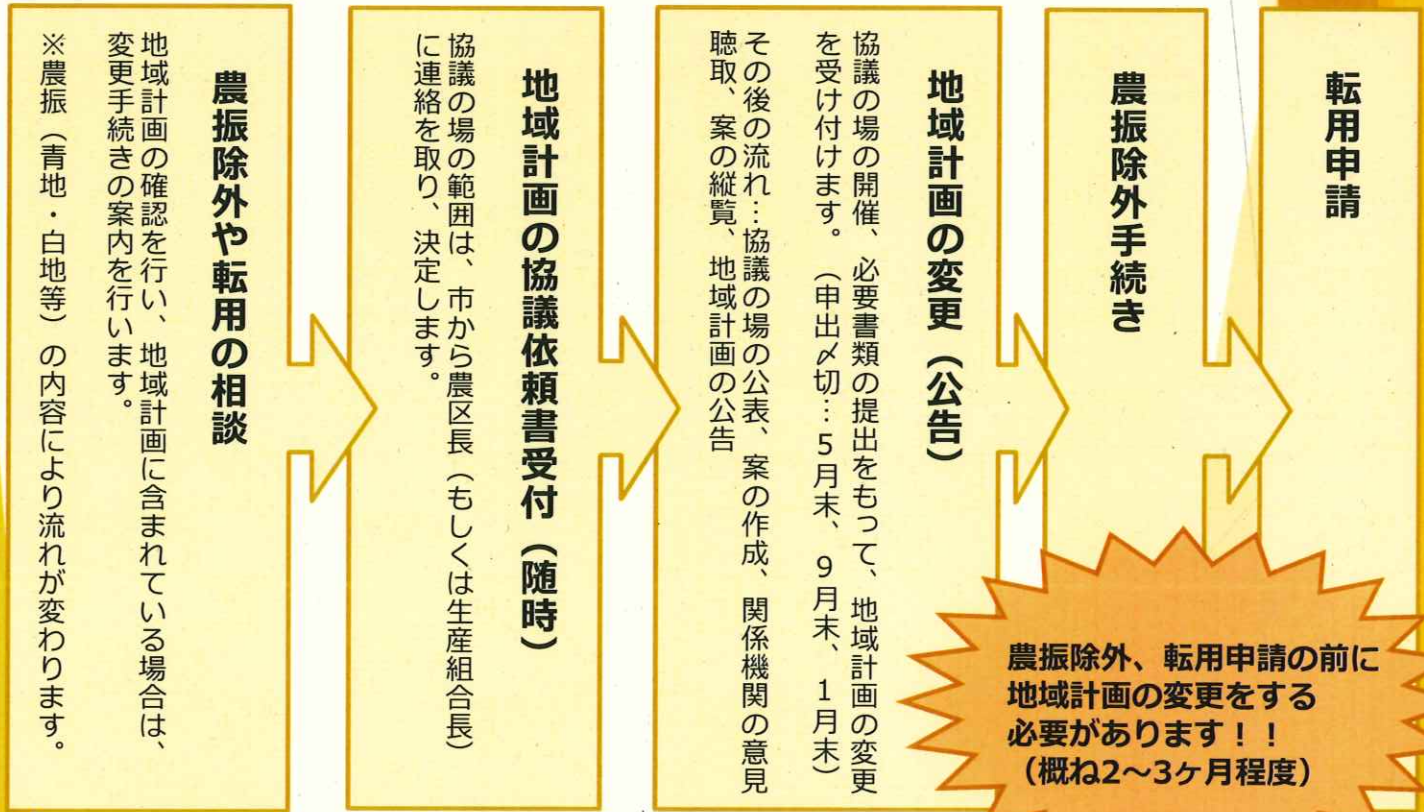 農振除外や転用の相談
地域計画の確認を行い、地域計画に含まれている場合は、
変更手続きの案内を行います。
※農振（青地・白地等）の内容により流れが変わります。
地域計画の協議依頼書受付（随時）
協議の場の範囲は、市から農区長（もしくは生産組合長）
に連絡を取り、決定します。
地域計画の変更（公告）
協議の場の開催、必要書類の提出をもって、地域計画の変更
を受け付けます。（申出〆切…5月末、9月末、1月末）
その後の流れ…協議の場の公表、案の作成、関係機関の意見
聴取、案の縦覧、地域計画の公告
農振除外手続き
転用申請
農振除外、転用申請の前に
地域計画の変更をする
必要があります！！
（概ね2～3ヶ月程度）